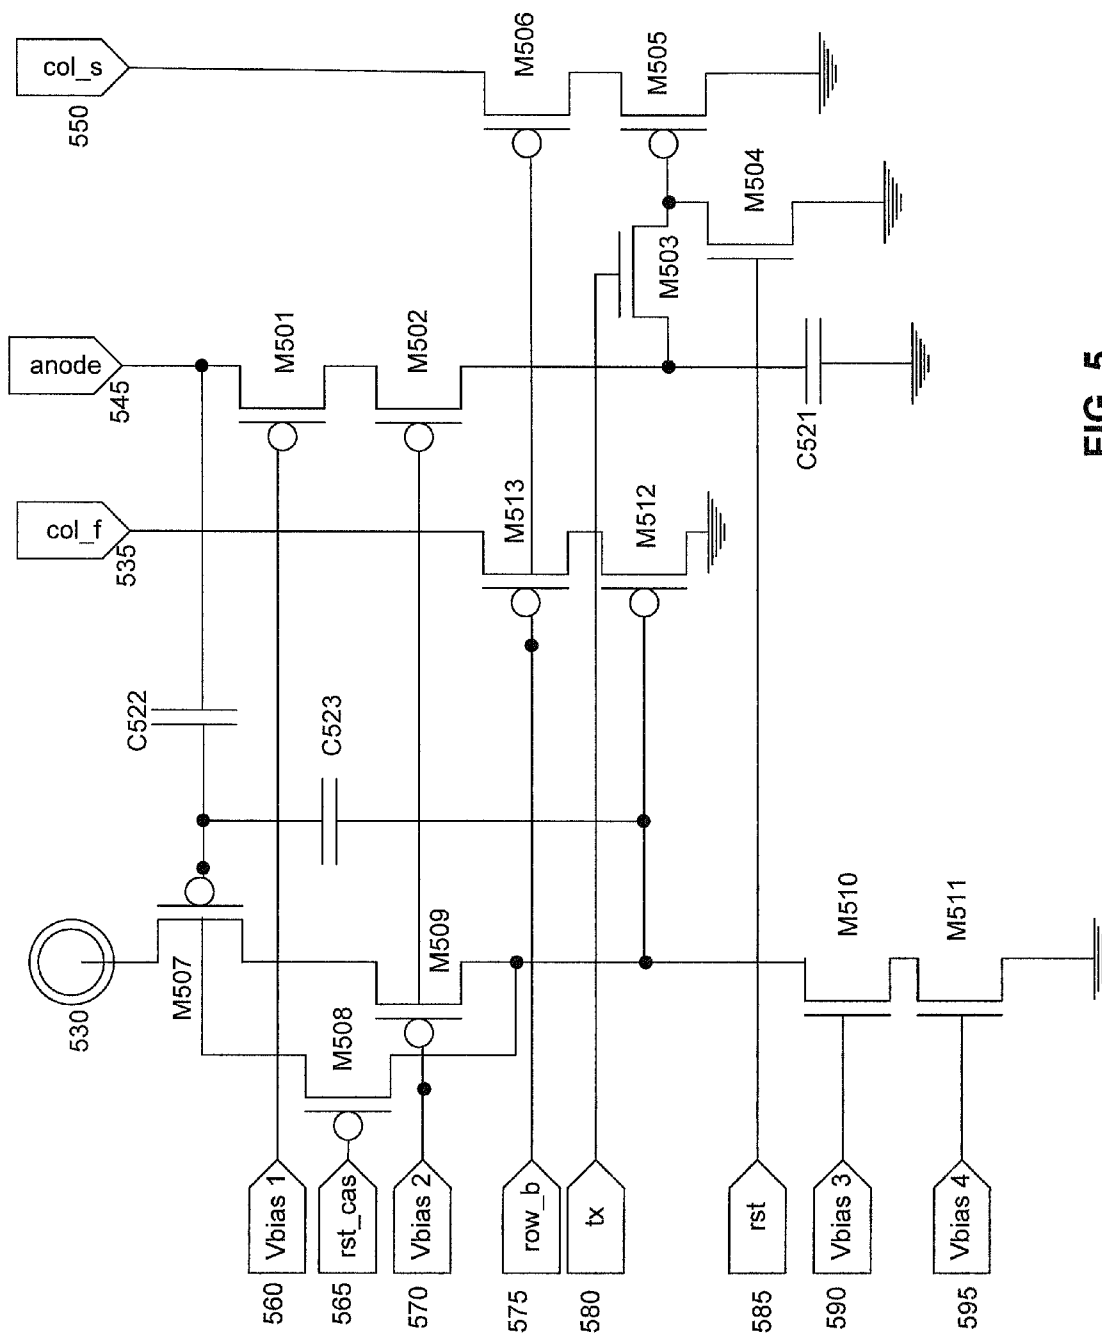 col_s
550
M506
M505
M504
M503
anode
545
M501
M502
C521
col_f
535
M513
M512
C522
C523
530
M507
M509
M508
M510
M511
Vbias 1
560
rst_cas
565
Vbias 2
570
row_b
575
tx
580
rst
585
Vbias 3
590
Vbias 4
595
FIG. 5